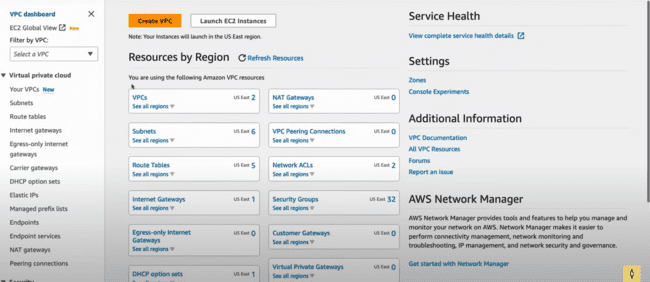 VPC dashboard
EC2 Global View New
Filter by VPC:
Select a VPC
Virtual private cloud
Your VPCs New
Subnets
Route tables
Internet gateways
Egress-only internet
gateways
Carrier gateways
DHCP option sets
Elastic IPs
Managed prefix lists
Endpoints
Endpoint services
NAT gateways
Peering connections
Create VPC
Launch EC2 Instances
Note: Your Instances will launch in the US East region.
Resources by Region
Refresh Resources
You are using the following Amazon VPC resources
VPCs US East 2
See all regions
NAT Gateways US East 0
See all regions
Subnets US East 6
See all regions
VPC Peering Connections US East 0
See all regions
Route Tables US East 5
See all regions
Network ACLs US East 2
See all regions
Internet Gateways US East 1
See all regions
Security Groups US East 32
See all regions
Egress-only Internet US East 0
Gateways
See all regions
Customer Gateways US East 0
See all regions
DHCP option sets US East 1
Virtual Private Gateways US East 0
See all regions
Service Health
View complete service health details
Settings
Zones
Console Experiments
Additional Information
VPC Documentation
All VPC Resources
Forums
Report an Issue
AWS Network Manager
AWS Network Manager provides tools and features to help you manage and
monitor your network on AWS. Network Manager makes it easier to
perform connectivity management, network monitoring and
troubleshooting, IP management, and network security and governance.
Get started with Network Manager